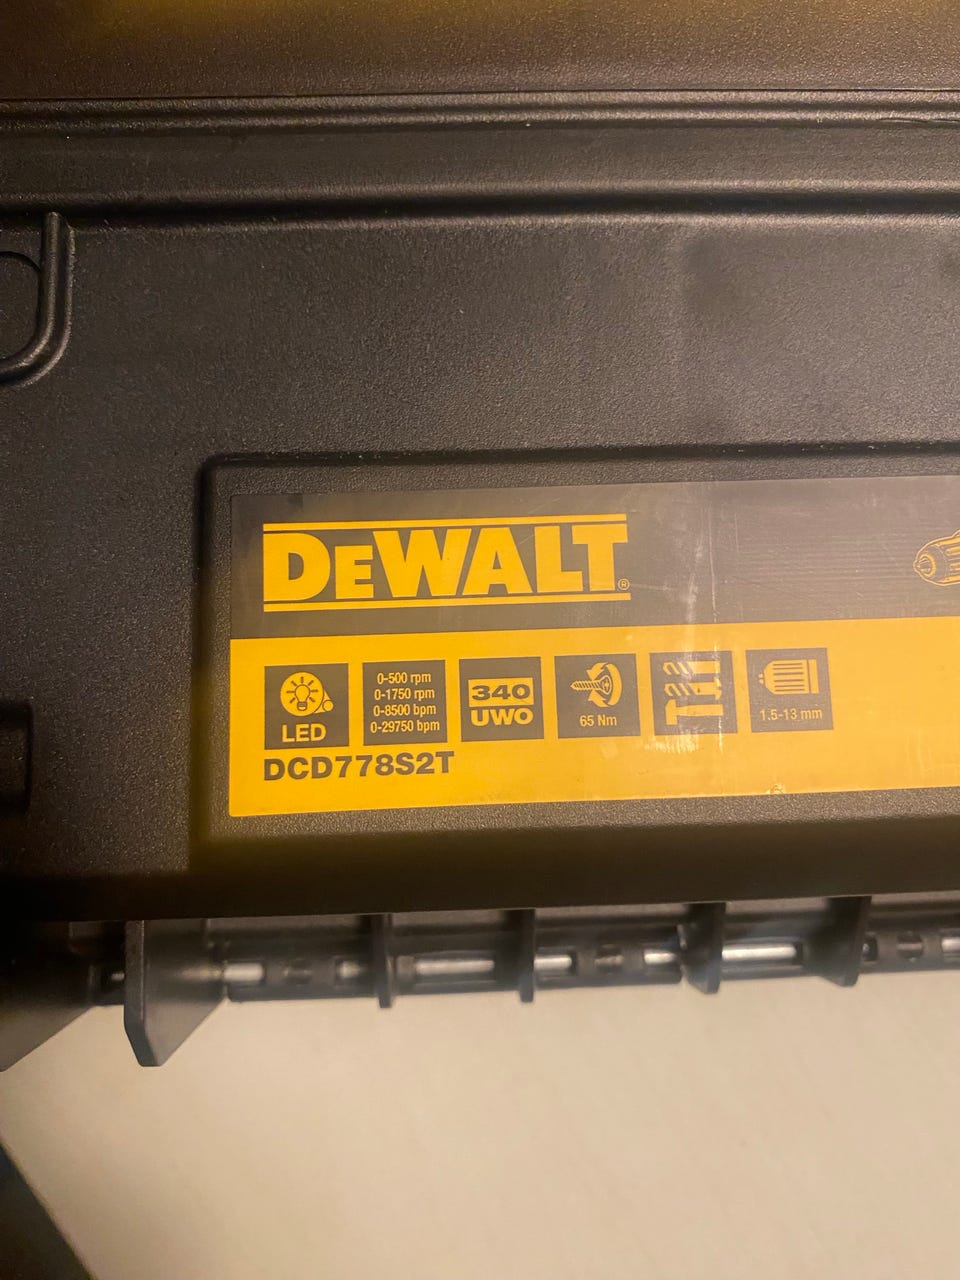 DEWALT®
LED
0-500 rpm
0-1750 rpm
0-8500 bpm
0-29750 bpm
340
UWO
65 Nm
1.5-13 mm
DCD778S2T